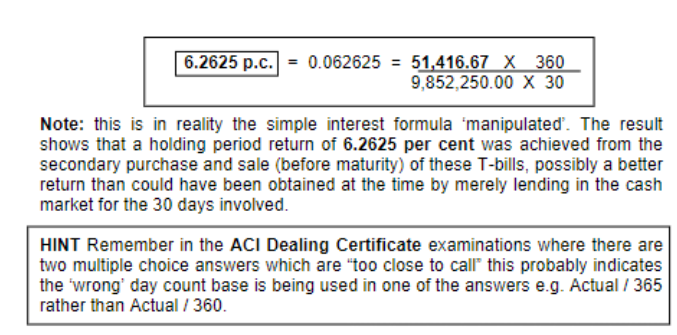 6.2625 p.c. = 0.062625 = 51,416.67 X 360
9,852,250.00 X 30
Note: this is in reality the simple interest formula ‘manipulated’. The result
shows that a holding period return of 6.2625 per cent was achieved from the
secondary purchase and sale (before maturity) of these T-bills, possibly a better
return than could have been obtained at the time by merely lending in the cash
market for the 30 days involved.
HINT Remember in the ACI Dealing Certificate examinations where there are
two multiple choice answers which are “too close to call” this probably indicates
the ‘wrong’ day count base is being used in one of the answers e.g. Actual / 365
rather than Actual / 360.